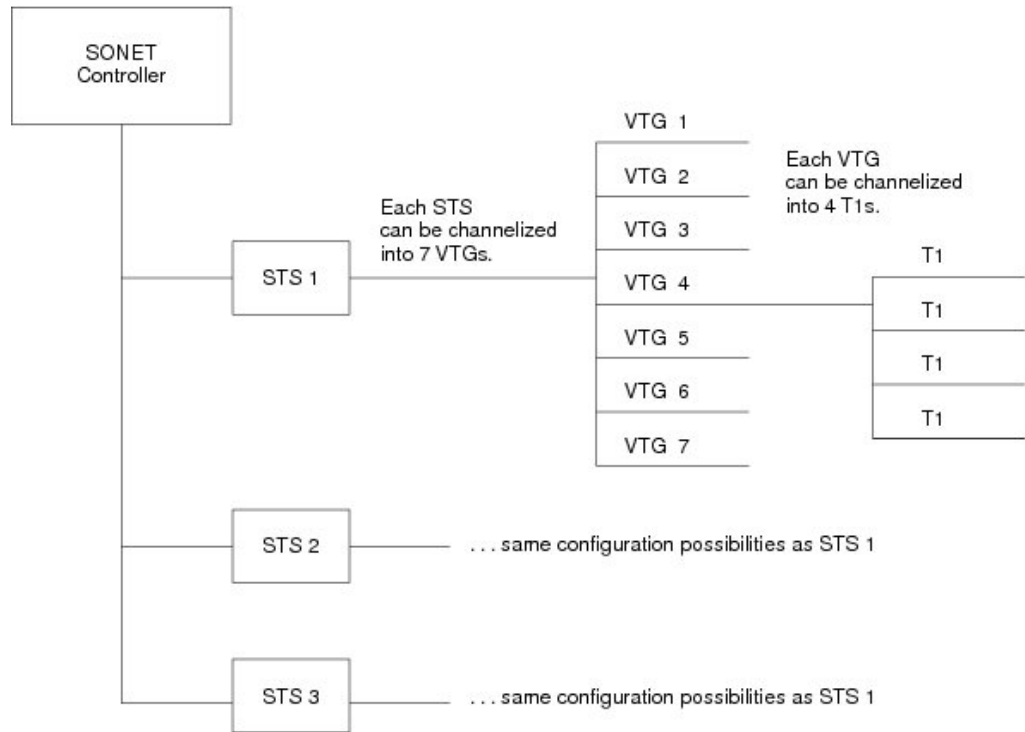 SONET
Controller
VTG 1
Each VTG
can be channelized
into 4 T1s.
VTG 2
Each STS
can be channelized
into 7 VTGs.
VTG 3
T1
STS 1
VTG 4
T1
VTG 5
T1
VTG 6
T1
VTG 7
STS 2
. . . same configuration possibilities as STS 1
STS 3
. . . same configuration possibilities as STS 1